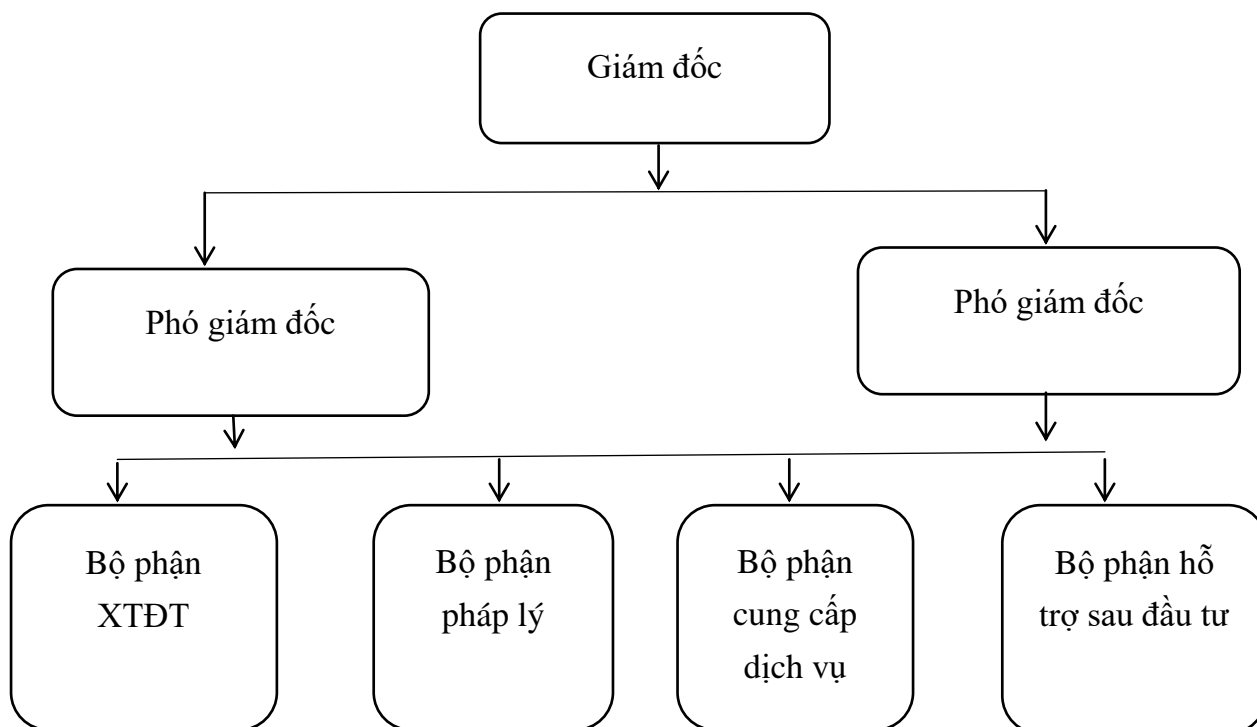 Giám đốc
Phó giám đốc
Phó giám đốc
Bộ phận
XTĐT
Bộ phận
pháp lý
Bộ phận
cung cấp
dịch vụ
Bộ phận hỗ
trợ sau đầu tư